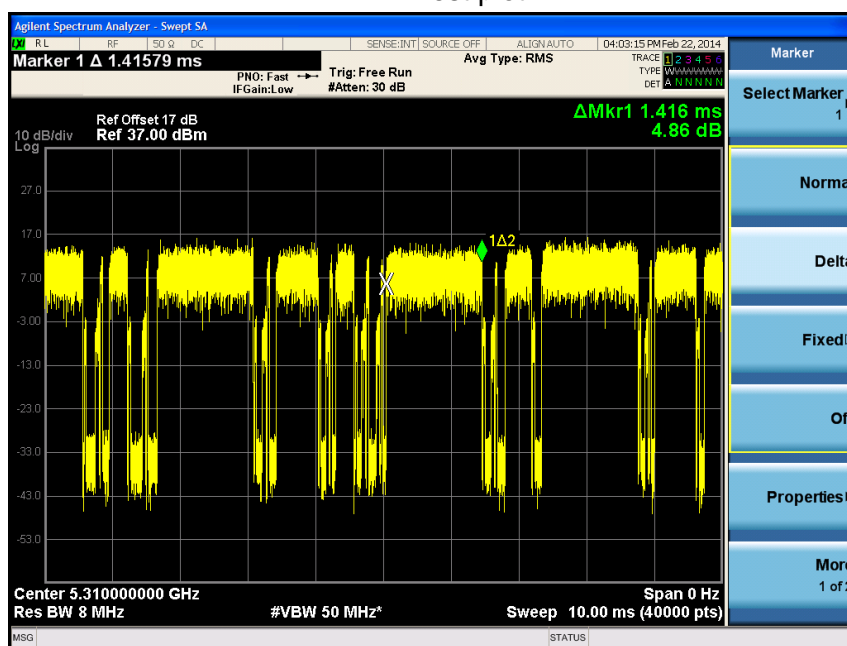 Agilent Spectrum Analyzer - Swept SA
LXI RL RF 50 Ω DC SENSE:INT SOURCE OFF ALIGN AUTO 04:03:15 PM Feb 22, 2014
Marker 1 Δ 1.41579 ms
PNO: Fast
IFGain:Low
Trig: Free Run
#Atten: 30 dB
Avg Type: RMS
TRACE 1 2 3 4 5 6
TYPE W
DET A N N N N N
ΔMkr1 1.416 ms
4.86 dB
Ref Offset 17 dB
10 dB/div Ref 37.00 dBm
Log
27.0
17.0
7.00
-3.00
-13.0
-23.0
-33.0
-43.0
-53.0
1Δ2
X
Center 5.310000000 GHz Span 0 Hz
Res BW 8 MHz #VBW 50 MHz* Sweep 10.00 ms (40000 pts)
MSG STATUS
Marker
Select Marker
1
Norma
Delta
Fixed
Of
Properties
More
1 of 2